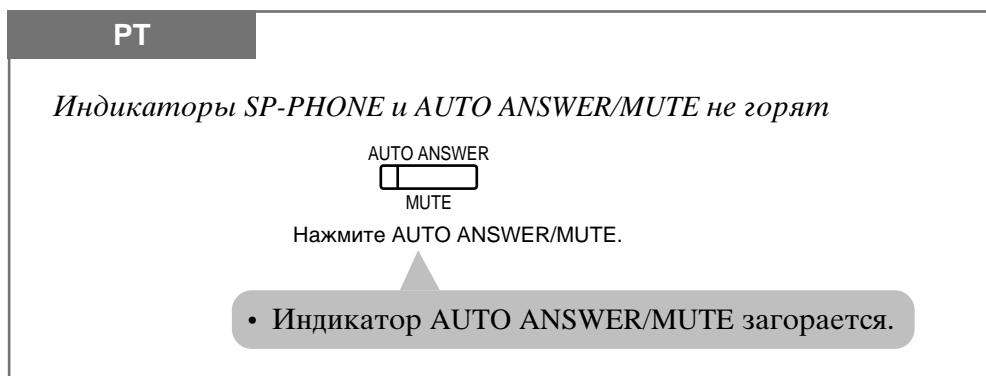 PT
Индикаторы SP-PHONE и AUTO ANSWER/MUTE не горят
AUTO ANSWER
MUTE
Нажмите AUTO ANSWER/MUTE.
• Индикатор AUTO ANSWER/MUTE загорается.